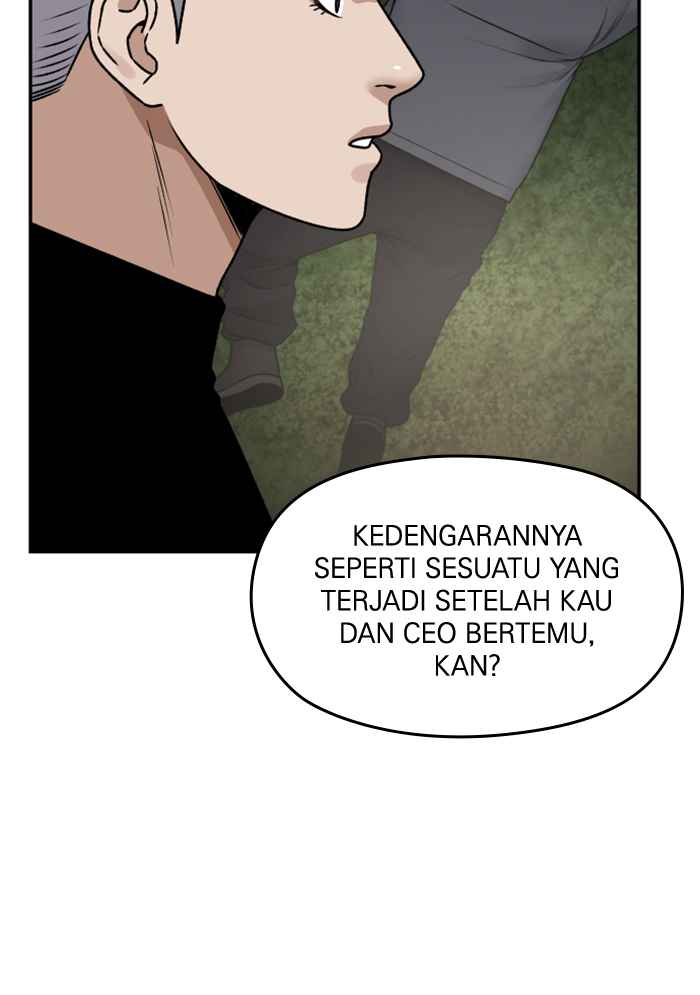 KEDENGARANNYA
SEPERTI SESUATU YANG
TERJADI SETELAH KAU
DAN CEO BERTEMU,
KAN?